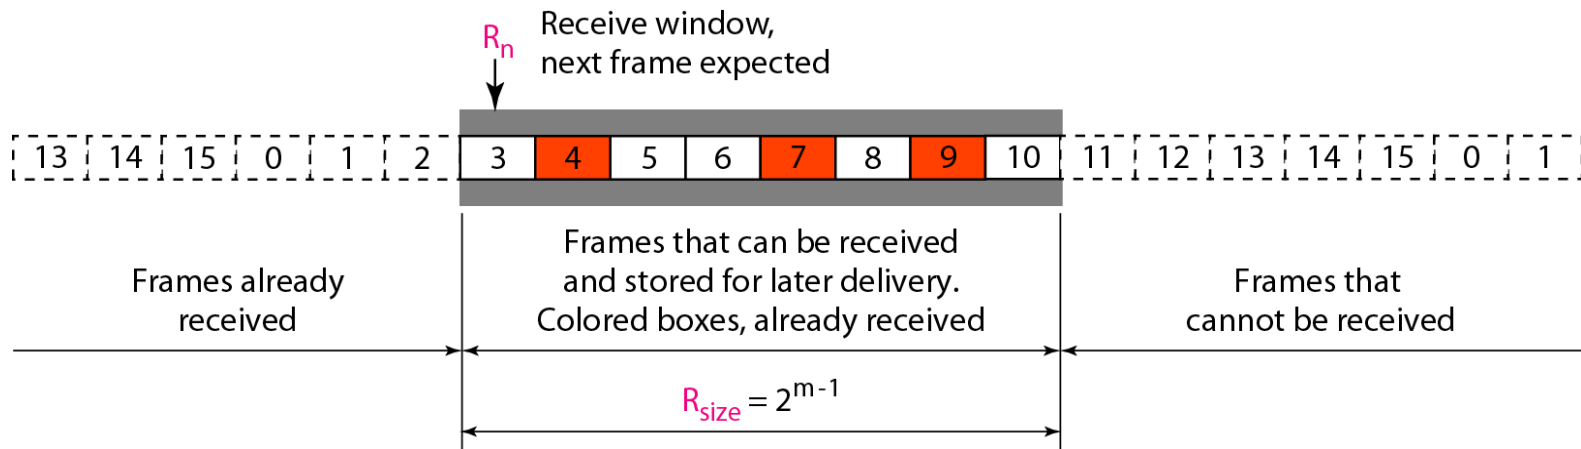 Rn
Receive window,
next frame expected
13 14 15 0 1 2 3 4 5 6 7 8 9 10 11 12 13 14 15 0 1
Frames already
received
Frames that can be received
and stored for later delivery.
Colored boxes, already received
Frames that
cannot be received
Rsize = 2^m-1